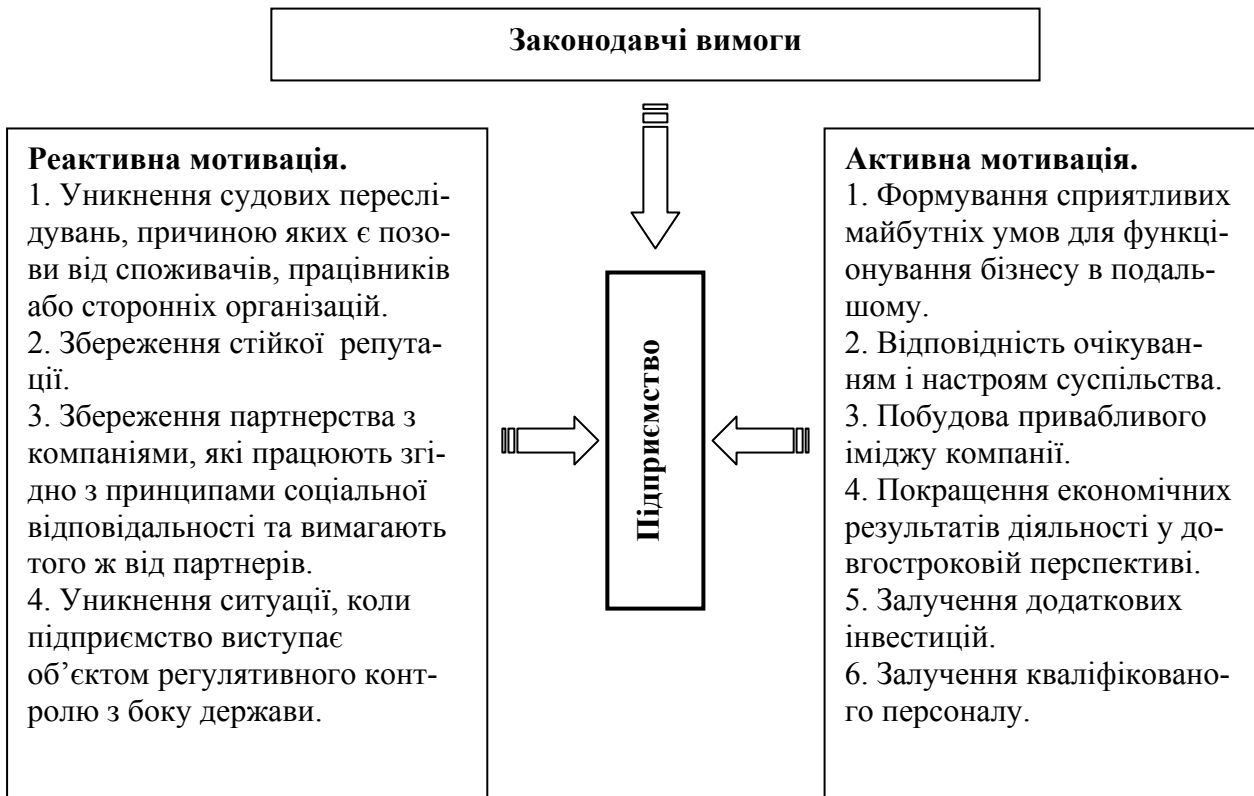 Законодавчі вимоги
Реактивна мотивація.
1. Уникнення судових переслі-
дувань, причиною яких є позо-
ви від споживачів, працівників
або сторонніх організацій.
2. Збереження стійкої репута-
ції.
3. Збереження партнерства з
компаніями, які працюють згі-
дно з принципами соціальної
відповідальності та вимагають
того ж від партнерів.
4. Уникнення ситуації, коли
підприємство виступає
об’єктом регулятивного конт-
ролю з боку держави.
Підприємство
Активна мотивація.
1. Формування сприятливих
майбутніх умов для функці-
онування бізнесу в подаль-
шому.
2. Відповідність очікуван-
ням і настроям суспільства.
3. Побудова привабливого
іміджу компанії.
4. Покращення економічних
результатів діяльності у до-
вгостроковій перспективі.
5. Залучення додаткових
інвестицій.
6. Залучення кваліфіковано-
го персоналу.